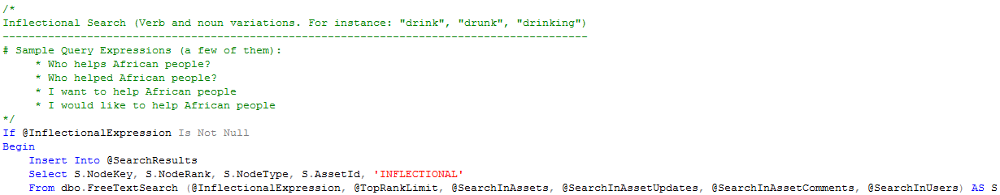 /*
Inflectional Search (Verb and noun variations. For instance: "drink", "drunk", "drinking")
------------------------------------------------------------------------------------------
# Sample Query Expressions (a few of them):
     * Who helps African people?
     * Who helped African people?
     * I want to help African people
     * I would like to help African people
*/
If @InflectionalExpression Is Not Null
Begin
    Insert Into @SearchResults
    Select S.NodeKey, S.NodeRank, S.NodeType, S.AssetId, 'INFLECTIONAL'
    From dbo.FreeTextSearch (@InflectionalExpression, @TopRankLimit, @SearchInAssets, @SearchInAssetUpdates, @SearchInAssetComments, @SearchInUsers) AS S